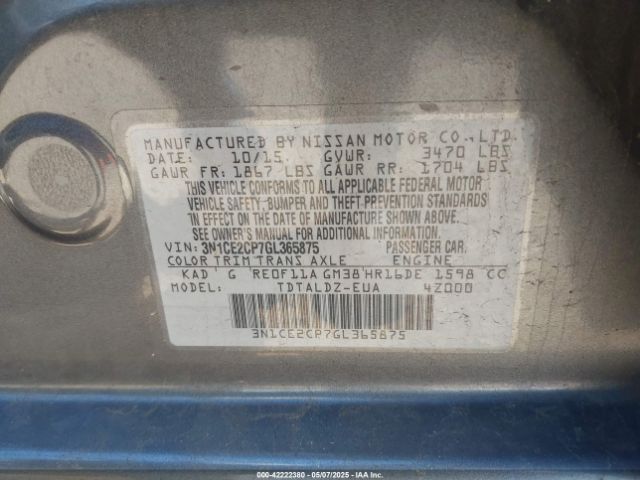 MANUFACTURED BY NISSAN MOTOR CO., LTD.
DATE: 10/15 GVWR: 3470 LBS
GAWR FR: 1867 LBS GAWR RR: 1704 LBS
THIS VEHICLE CONFORMS TO ALL APPLICABLE FEDERAL MOTOR
VEHICLE SAFETY, BUMPER AND THEFT PREVENTION STANDARDS
IN EFFECT ON THE DATE OF MANUFACTURE SHOWN ABOVE.
SEE OWNER'S MANUAL FOR ADDITIONAL INFORMATION.
VIN: 3N1CE2CP7GL365875 PASSENGER CAR.
COLOR TRIM TRANS AXLE ENGINE
KAD G RE0F11A GM38 HR16DE 1598 CC
MODEL: TDTALDZ-EUA 4Z000
3N1CE2CP7GL365875
000-42222380 - 05/07/2025 - IAA Inc.